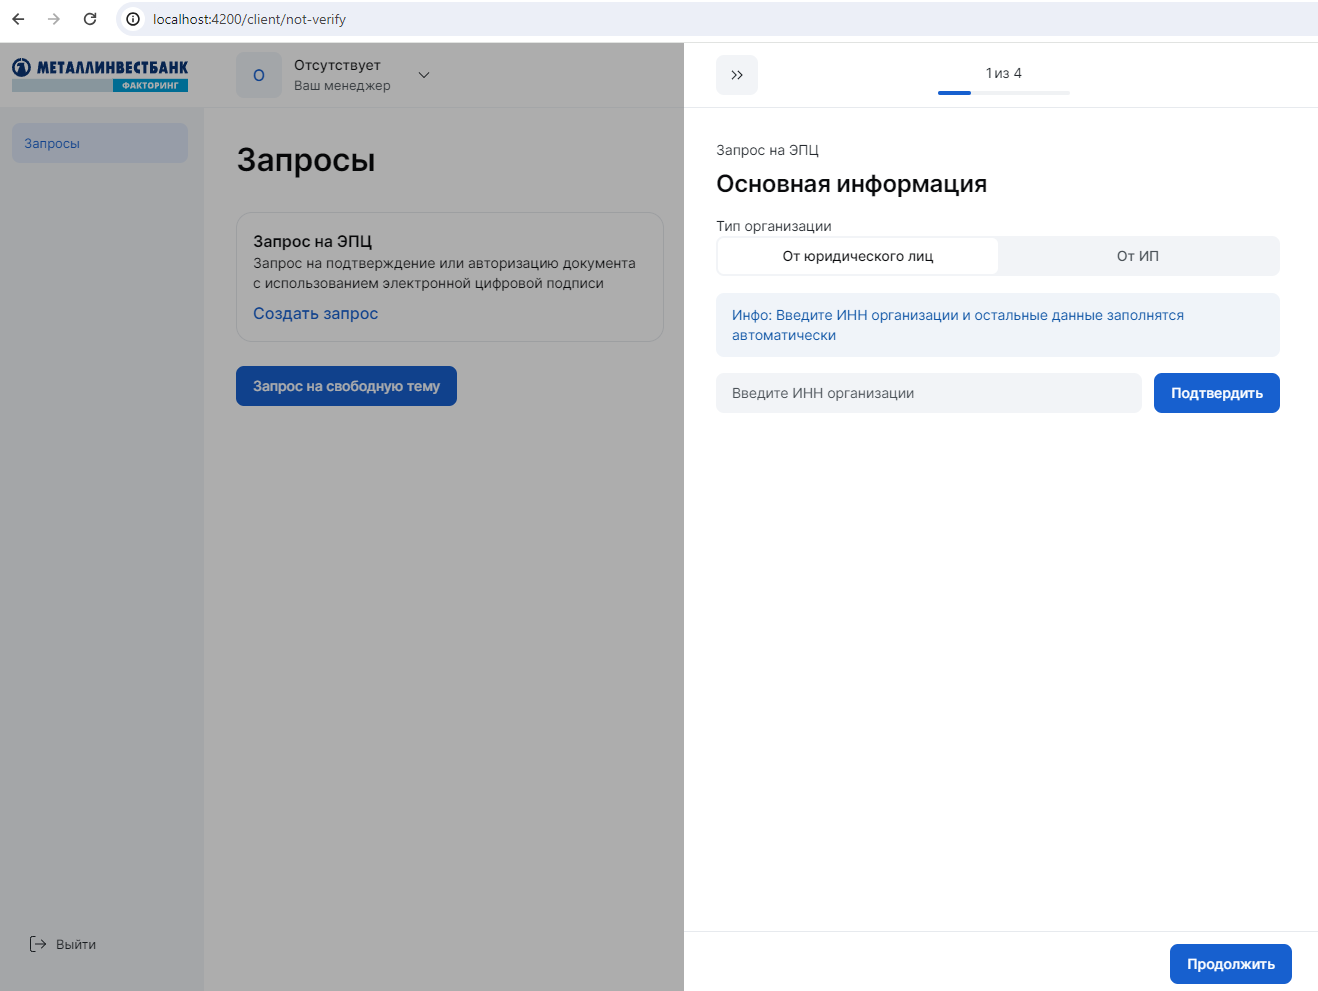 localhost:4200/client/not-verify
МЕТАЛЛИНВЕСТБАНК
ФАКТОРИНГ
О
Отсутствует
Ваш менеджер
Запросы
Запросы
Запрос на ЭПЦ
Запрос на подтверждение или авторизацию документа
с использованием электронной цифровой подписи
Создать запрос
Запрос на свободную тему
Выйти
1 из 4
Запрос на ЭПЦ
Основная информация
Тип организации
От юридического лиц
От ИП
Инфо: Введите ИНН организации и остальные данные заполнятся
автоматически
Введите ИНН организации
Подтвердить
Продолжить